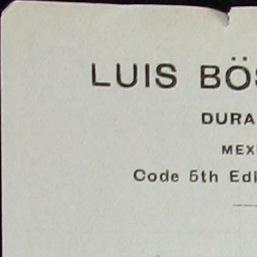 LUIS BÖS
DURA
MEX
Code 5th Edi